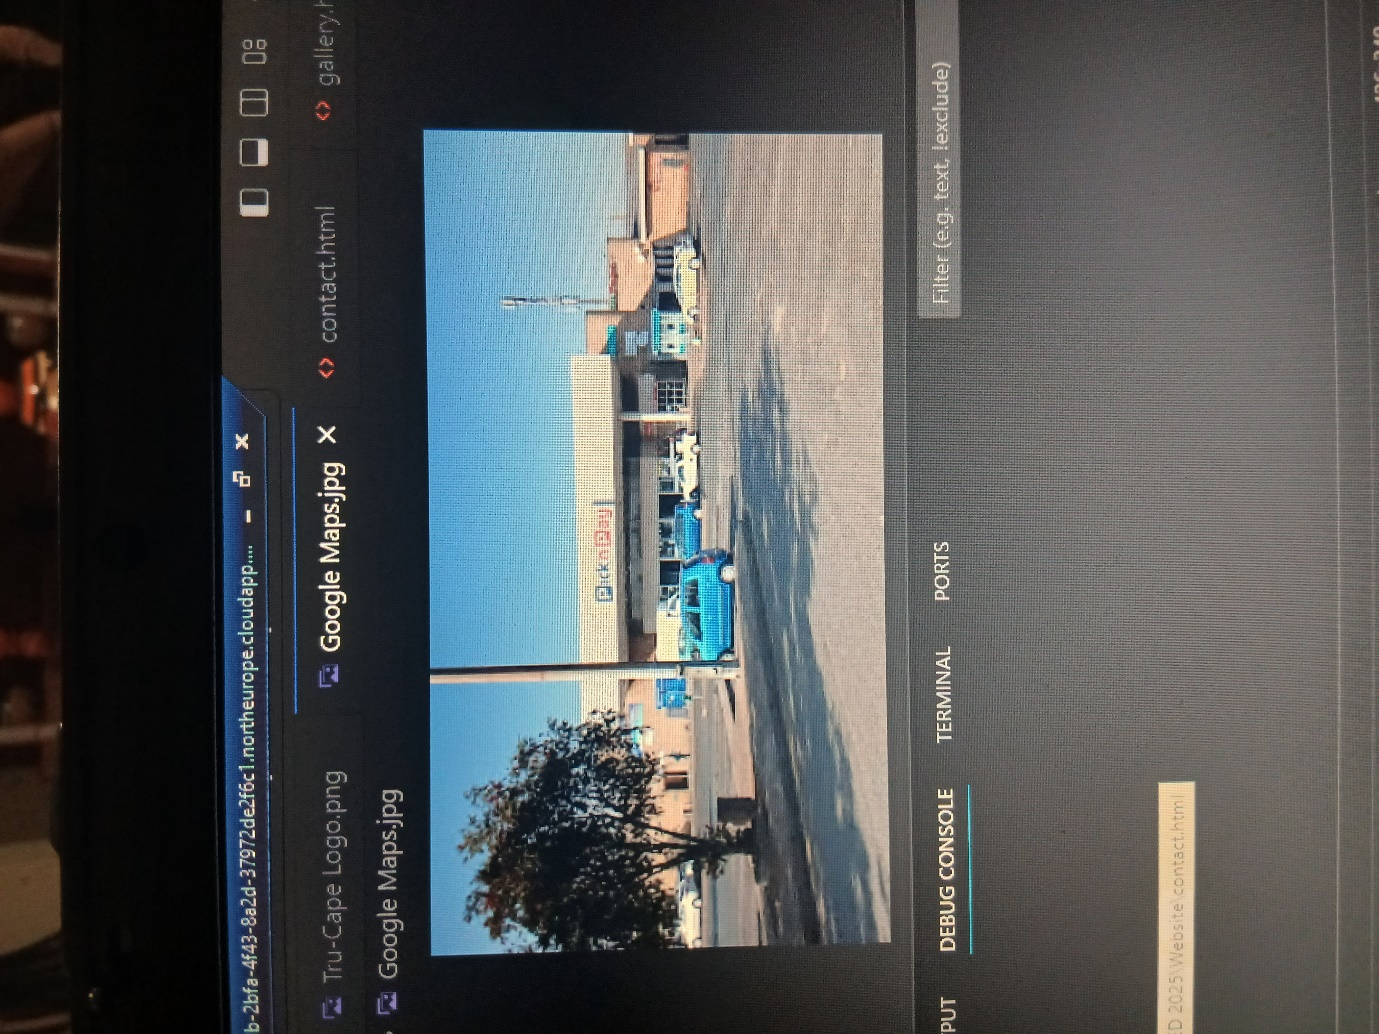 b-2bfa-4f43-8a2d-37972de2f6c1.northeurope.cloudapp....
Tru-Cape Logo.png
Google Maps.jpg
contact.html
gallery.h
Google Maps.jpg
Pick n Pay
PUT
DEBUG CONSOLE
TERMINAL
PORTS
Filter (e.g. text, !exclude)
D 2025\Website\contact.html